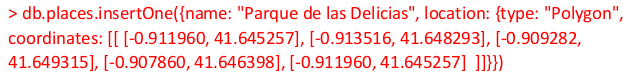 > db.places.insertOne({name: "Parque de las Delicias", location: {type: "Polygon",
coordinates: [[ [-0.911960, 41.645257], [-0.913516, 41.648293], [-0.909282,
41.649315], [-0.907860, 41.646398], [-0.911960, 41.645257]  ]]}})